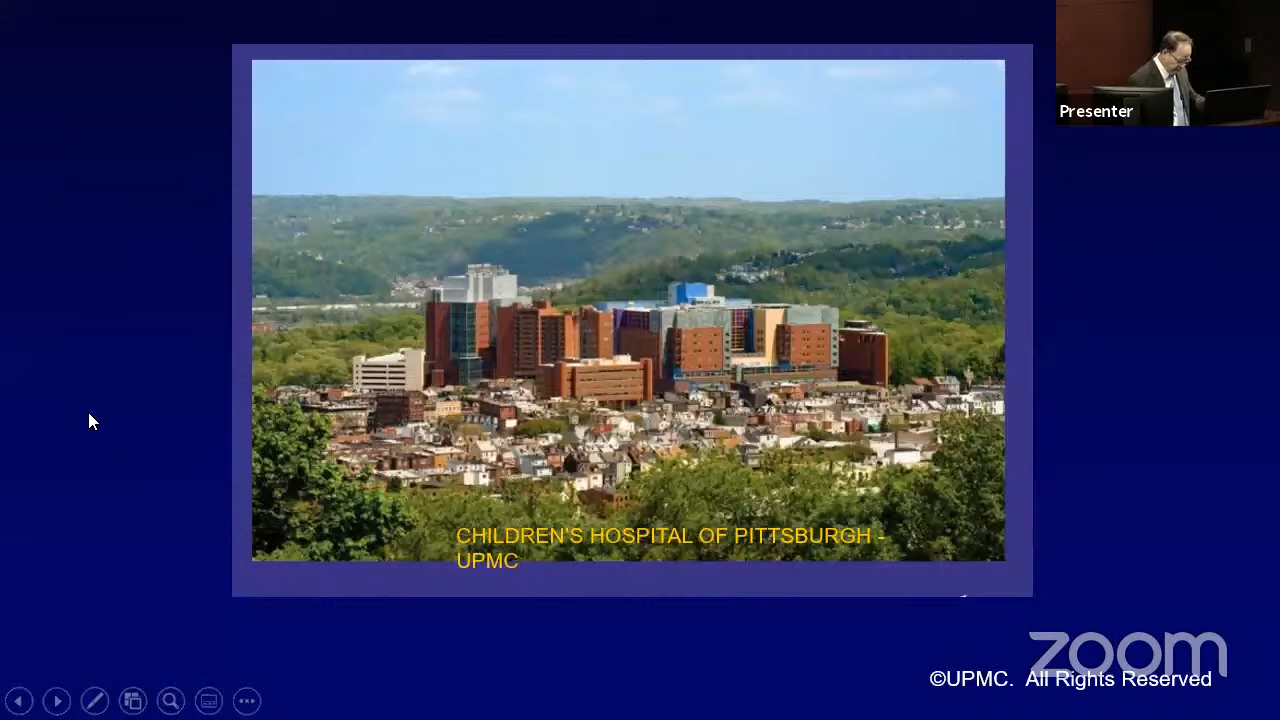 Presenter
CHILDREN'S HOSPITAL OF PITTSBURGH -
UPMC
zoom
©UPMC.  All Rights Reserved